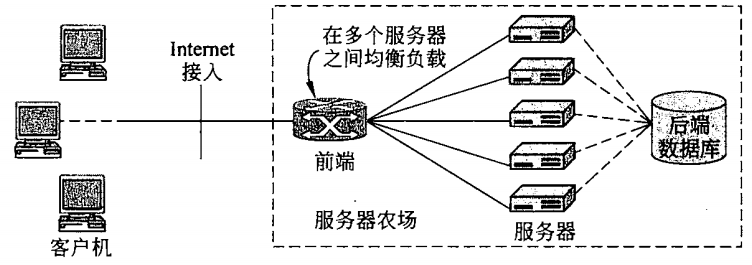 Internet
接入
在多个服务器
之间均衡负载
后端
数据库
前端
服务器农场
服务器
客户机